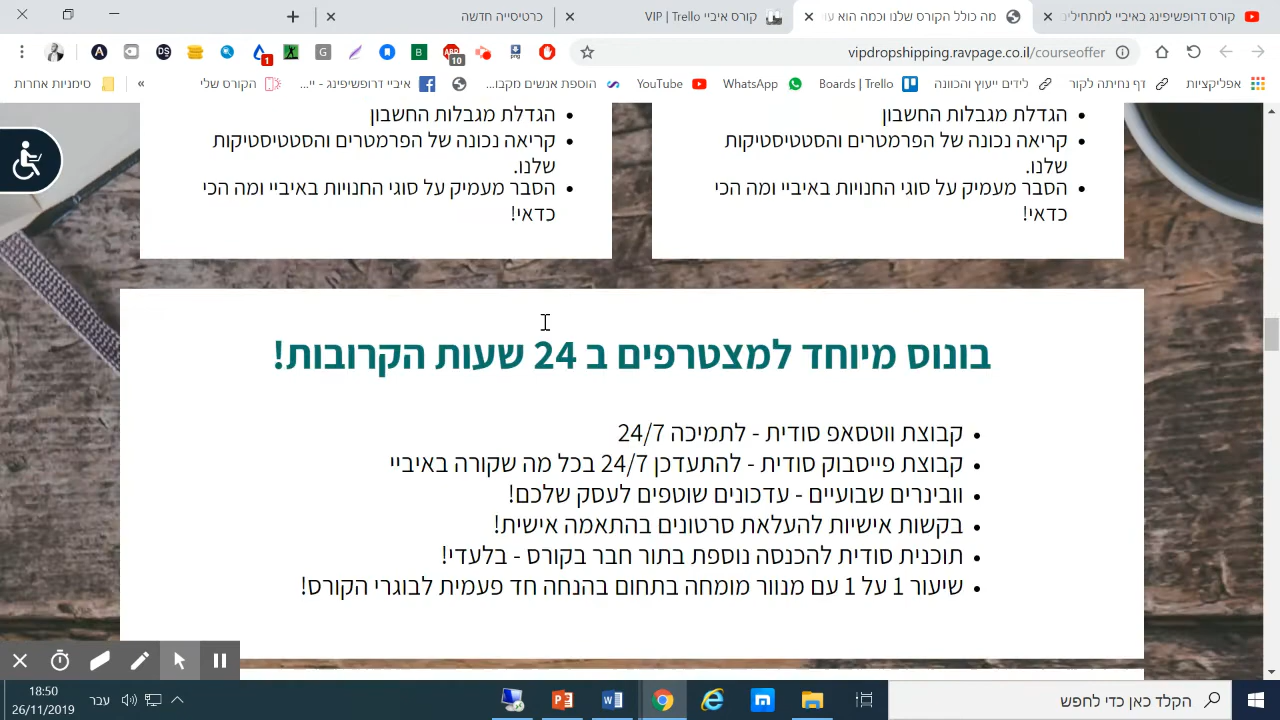 קורס דרופשיפינג באיביי למתחילים
מה כולל הקורס שלנו וכמה הוא עו
קורס איביי VIP | Trello
כרטיסייה חדשה
vipdropshipping.ravpage.co.il/courseoffer
1
10
אפליקציות
דף נחיתה לקור...
לידים ייעוץ והכוונה
Boards | Trello
WhatsApp
YouTube
הוספת אנשים מקבו...
איביי דרופשיפינג - יי...
הקורס שלי
»
סימניות אחרות
הגדלת מגבלות החשבון
קריאה נכונה של הפרמטרים והסטטיסטיקות
שלנו.
הסבר מעמיק על סוגי החנויות באיביי ומה הכי
כדאי!
הגדלת מגבלות החשבון
קריאה נכונה של הפרמטרים והסטטיסטיקות
שלנו.
הסבר מעמיק על סוגי החנויות באיביי ומה הכי
כדאי!
בונוס מיוחד למצטרפים ב 24 שעות הקרובות!
קבוצת ווטסאפ סודית - לתמיכה 24/7
קבוצת פייסבוק סודית - להתעדכן 24/7 בכל מה שקורה באיביי
וובינרים שבועיים - עדכונים שוטפים לעסק שלכם!
בקשות אישיות להעלאת סרטונים בהתאמה אישית!
תוכנית סודית להכנסה נוספת בתור חבר בקורס - בלעדי!
שיעור 1 על 1 עם מנוור מומחה בתחום בהנחה חד פעמית לבוגרי הקורס!
הקלד כאן כדי לחפש
עבר
18:50
26/11/2019